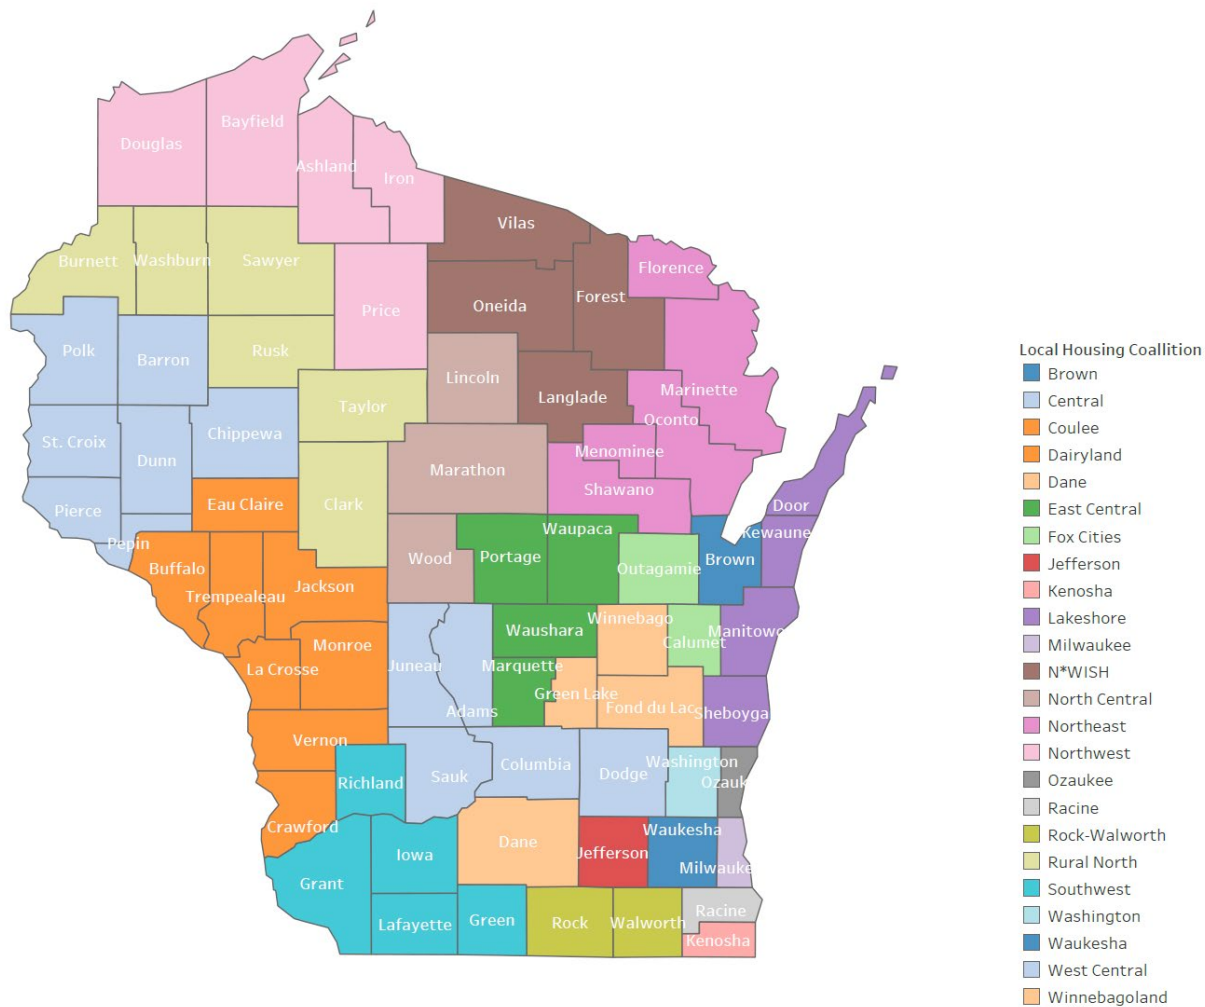 Bayfield
Douglas
Ashland
Iron
Vilas
Burnett
Washburn
Sawyer
Florence
Forest
Oneida
Price
Polk
Barron
Rusk
Lincoln
Marinette
Langlade
Taylor
Oconto
Chippewa
St. Croix
Menominee
Dunn
Marathon
Shawano
Eau Claire
Clark
Door
Pierce
Waupaca
Kewaune
Pepin
Wood
Portage
Brown
Buffalo
Outagamie
Jackson
Trempealeau
Winnebago
Waushara
Manitowo
Monroe
Calumet
La Crosse
Juneau
Marquette
Green Lake
Fond du Lac
Adams
Sheboyga
Vernon
Richland
Sauk
Columbia
Dodge
Washington
Ozauk
Crawford
Waukesha
Dane
Iowa
Jefferson
Milwauke
Grant
Lafayette
Green
Rock
Walworth
Racine
Kenosha
Local Housing Coallition
Brown
Central
Coulee
Dairyland
Dane
East Central
Fox Cities
Jefferson
Kenosha
Lakeshore
Milwaukee
N*WISH
North Central
Northeast
Northwest
Ozaukee
Racine
Rock-Walworth
Rural North
Southwest
Washington
Waukesha
West Central
Winnebagoland